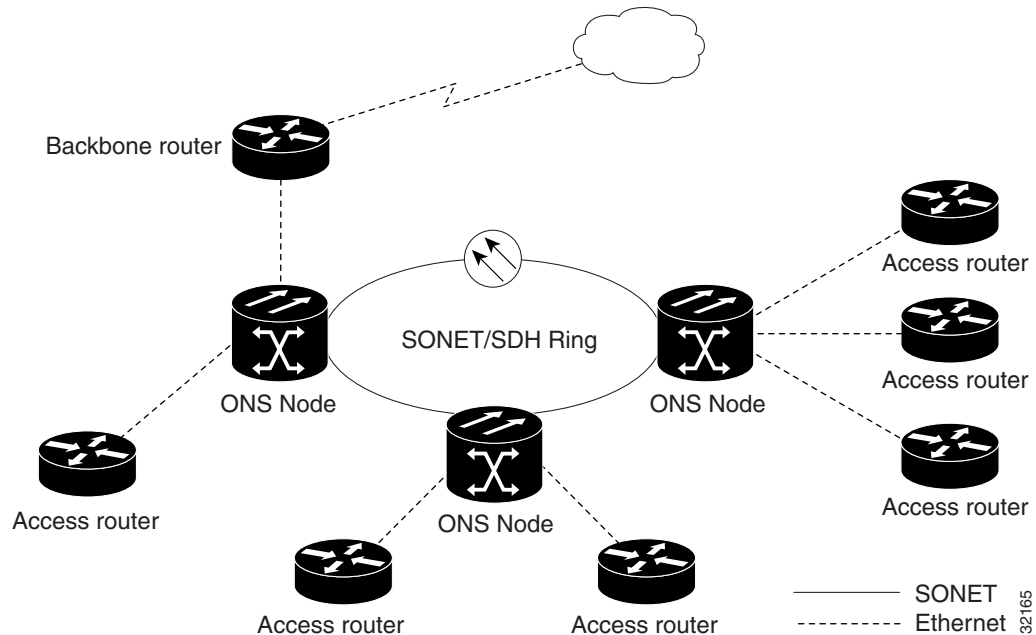 Backbone router
Access router
SONET/SDH Ring
Access router
ONS Node
ONS Node
Access router
Access router
ONS Node
Access router
Access router
Access router
SONET
Ethernet
32165